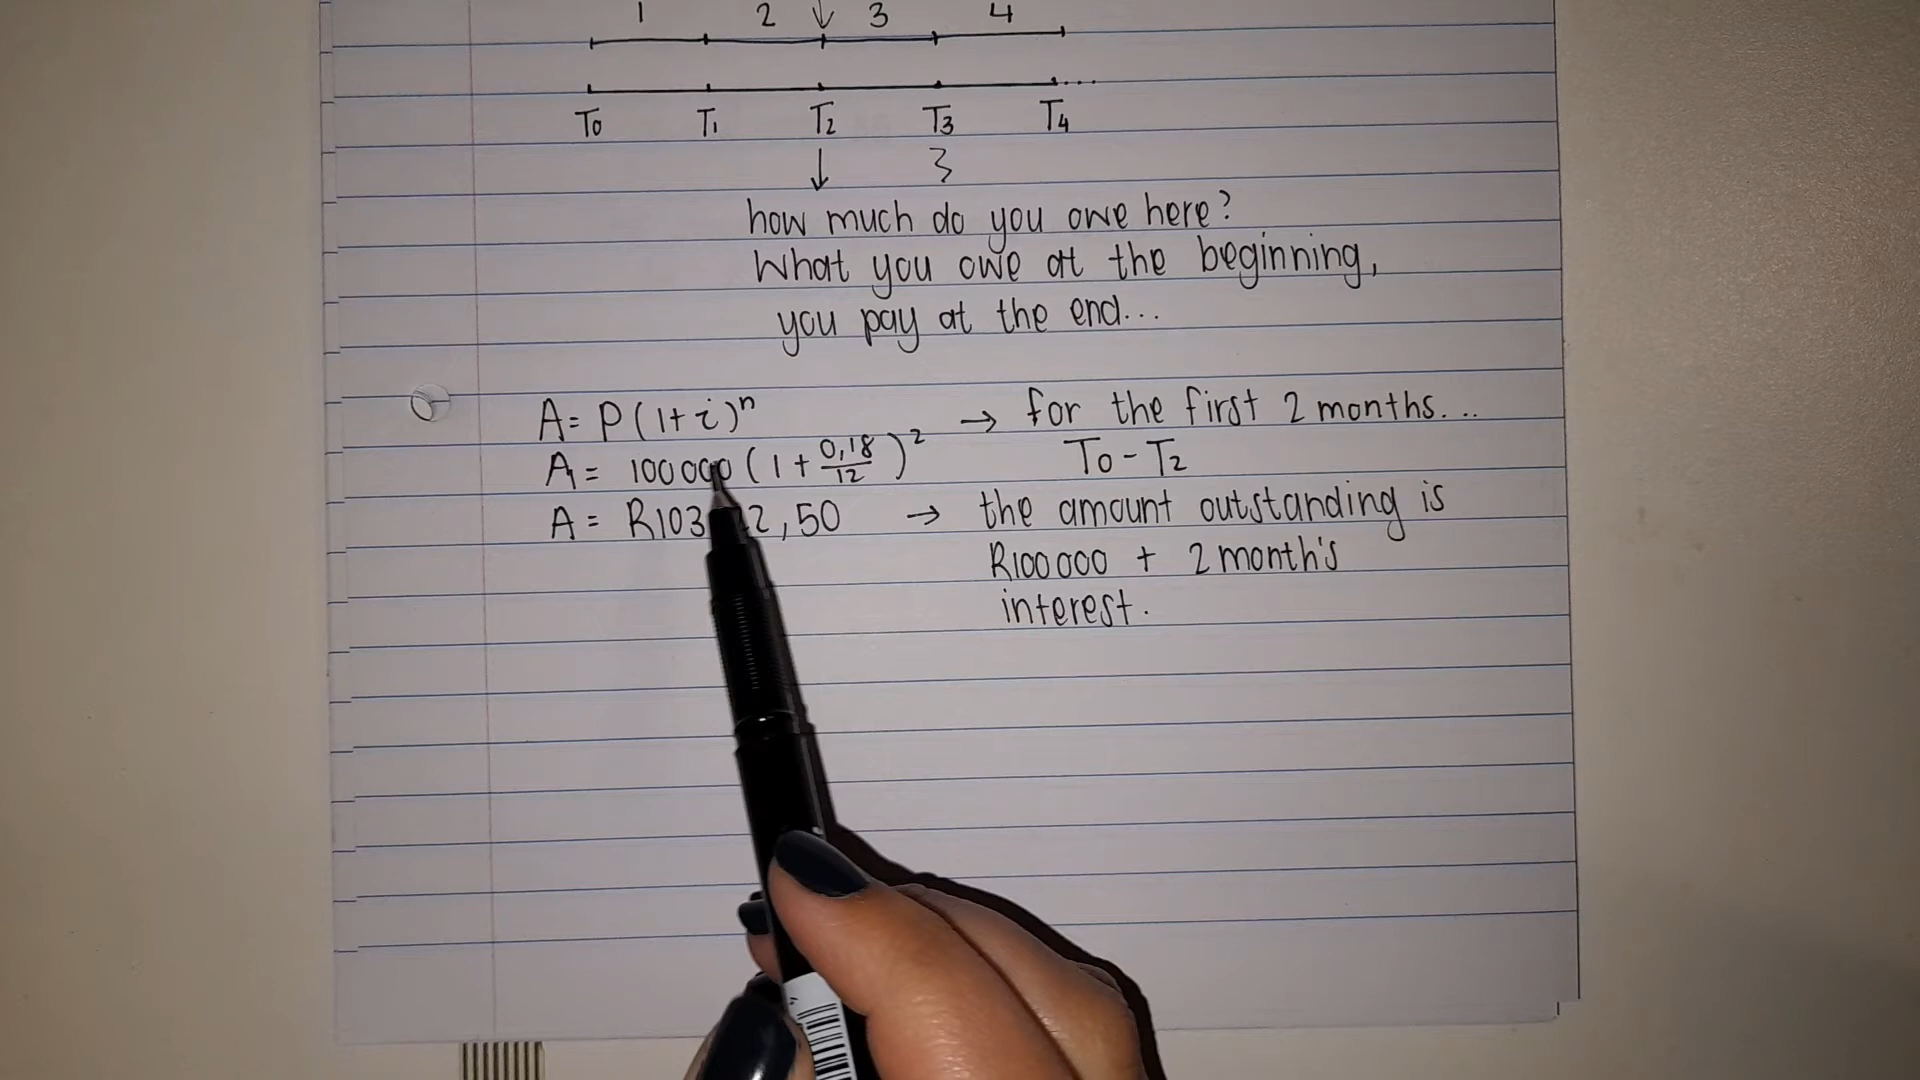 1 2 ↓ 3 4
T0 T1 T2 T3 T4 ...
↓ 3
how much do you owe here?
What you owe at the beginning,
you pay at the end...
A = P(1+i)^n → for the first 2 months...
A = 100 000 (1 + 0,18/12)^2 T0 - T2
A = → the amount outstanding is
R100 000 + 2 month's
interest.